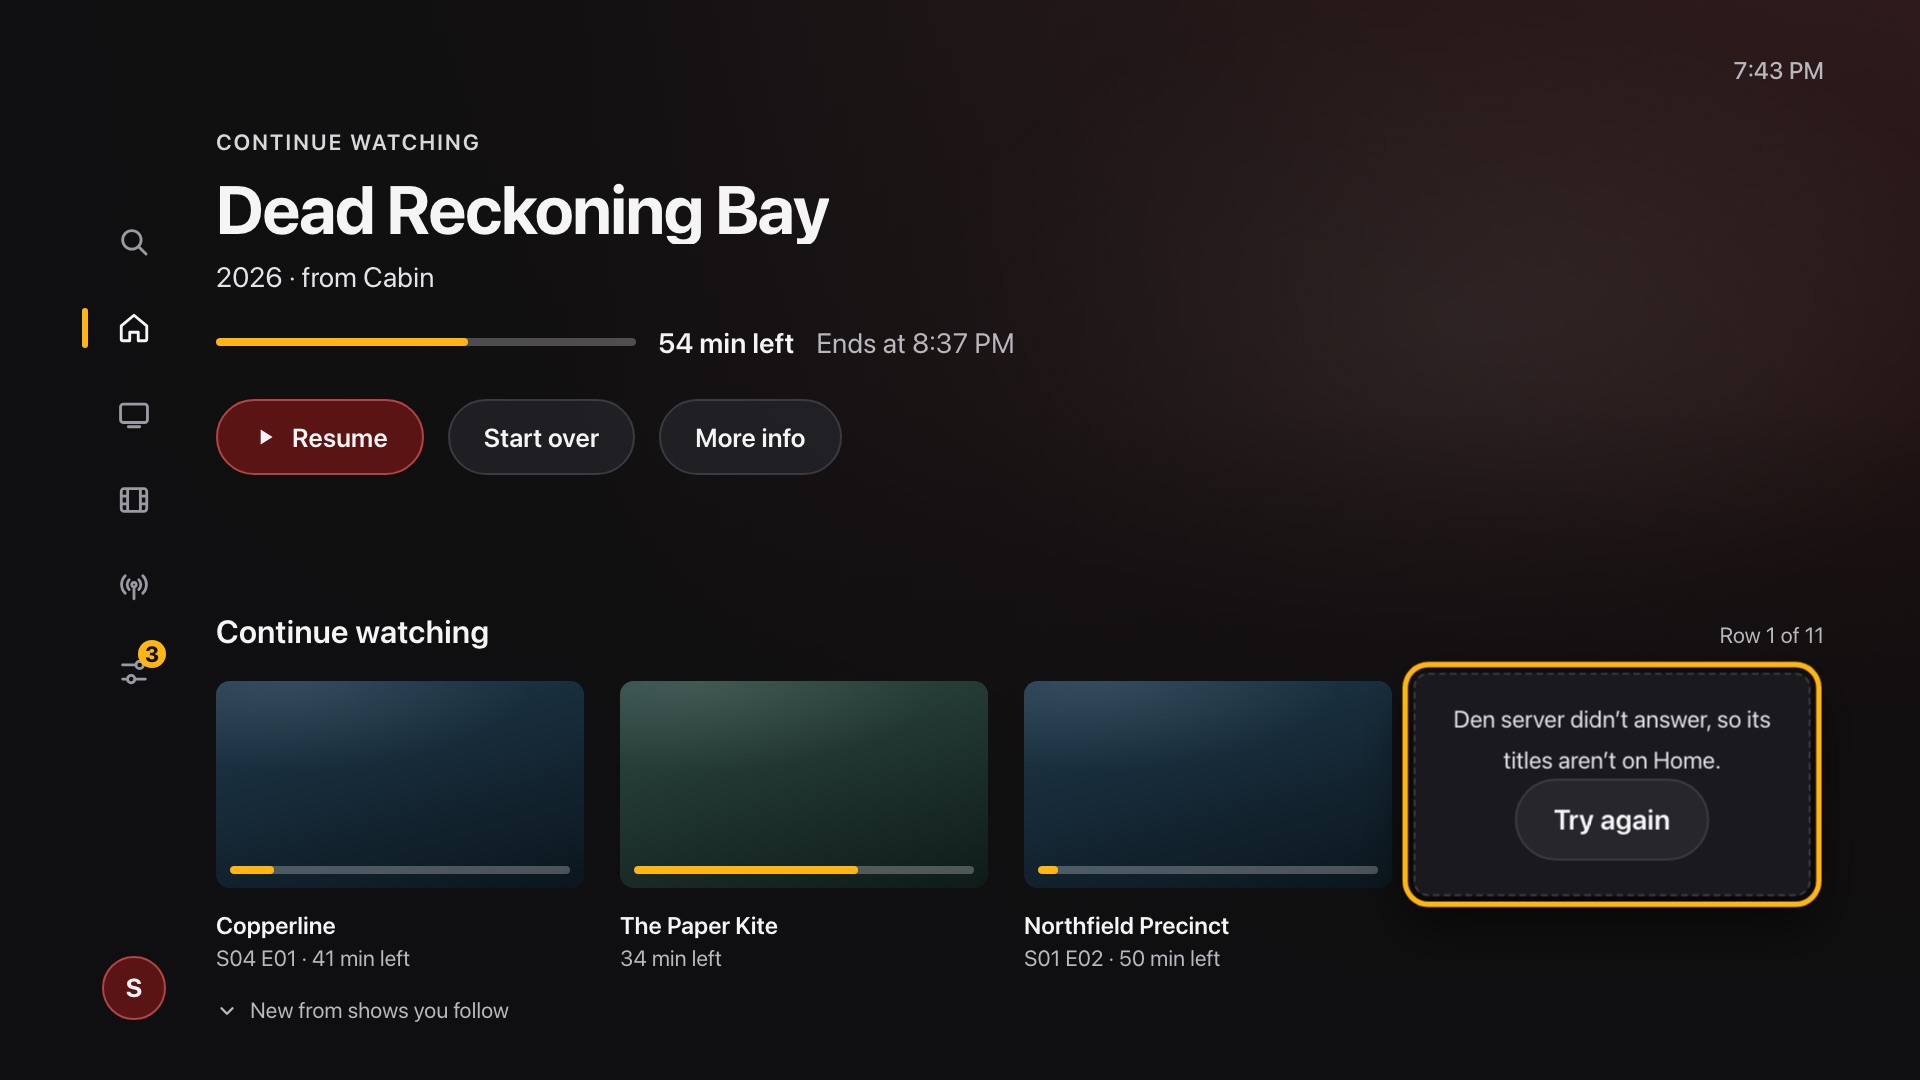 7:43 PM
CONTINUE WATCHING
Dead Reckoning Bay
2026 · from Cabin
54 min left Ends at 8:37 PM
Resume
Start over
More info
3
Continue watching
Row 1 of 11
Den server didn’t answer, so its
titles aren’t on Home.
Try again
Copperline
S04 E01 · 41 min left
The Paper Kite
34 min left
Northfield Precinct
S01 E02 · 50 min left
S
New from shows you follow